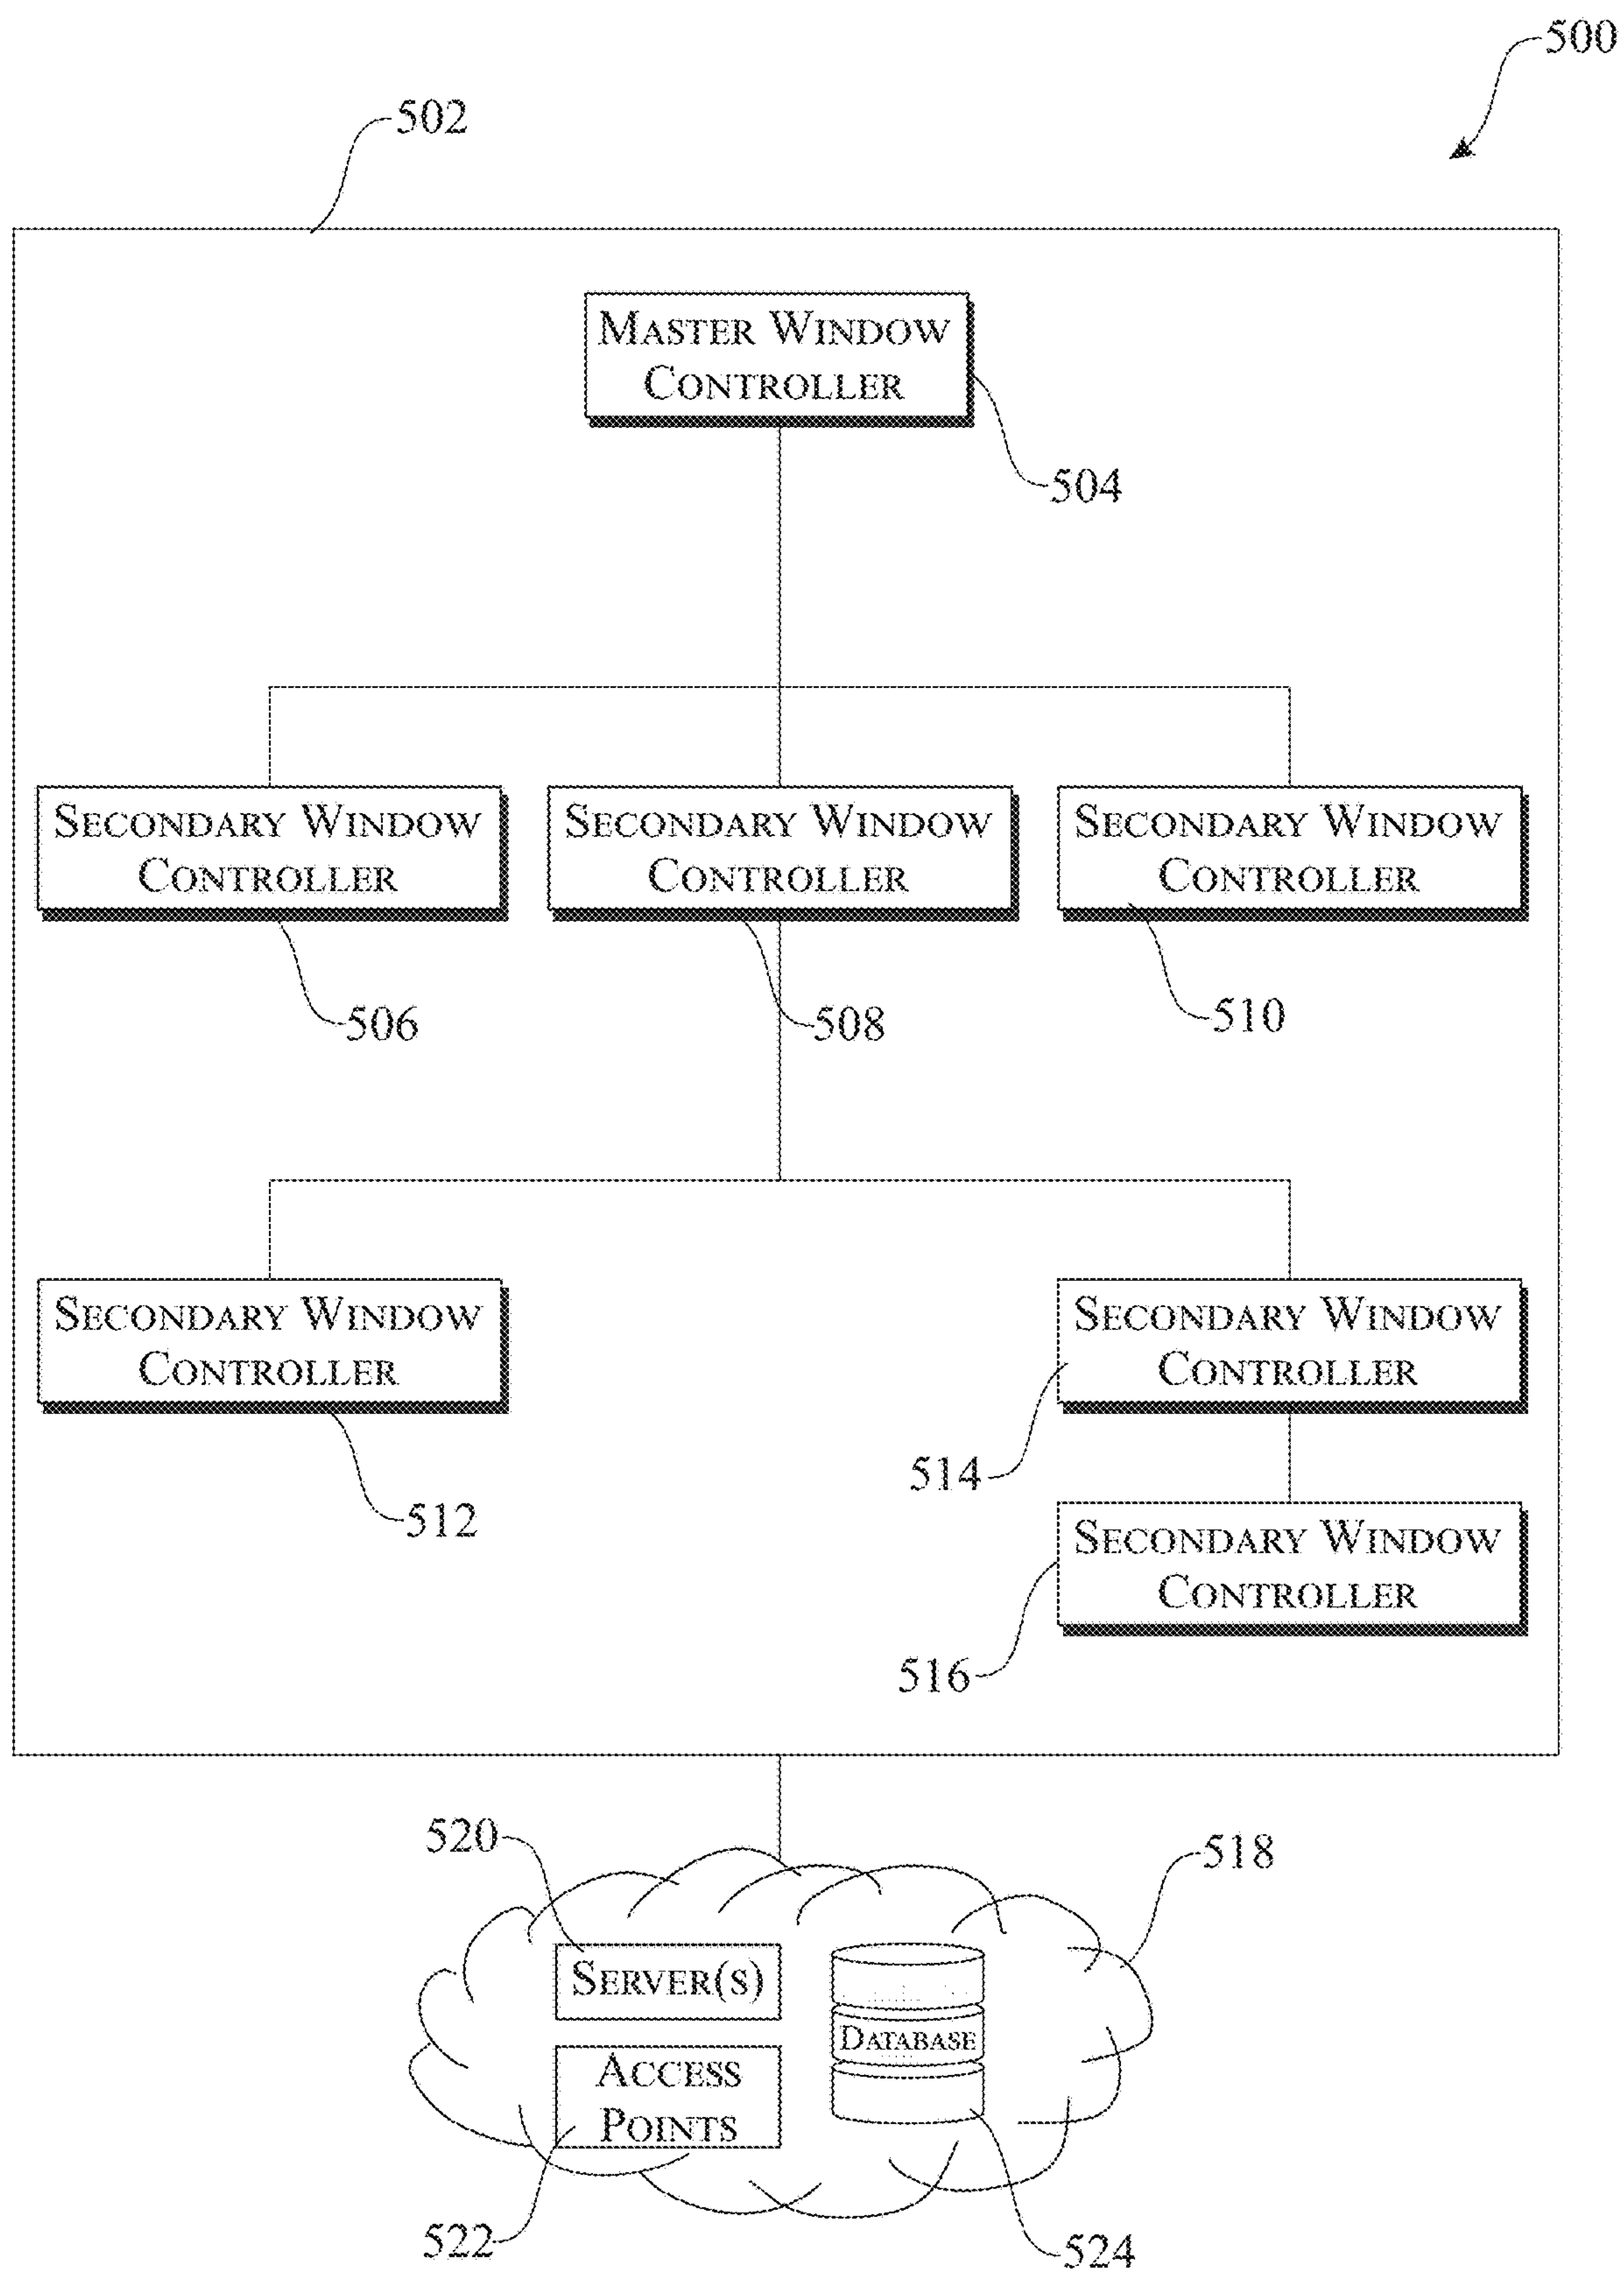 500
502
MASTER WINDOW
CONTROLLER
504
SECONDARY WINDOW
CONTROLLER
SECONDARY WINDOW
CONTROLLER
SECONDARY WINDOW
CONTROLLER
506
508
510
SECONDARY WINDOW
CONTROLLER
SECONDARY WINDOW
CONTROLLER
514
512
SECONDARY WINDOW
CONTROLLER
516
520
518
SERVER(S)
DATABASE
ACCESS
POINTS
522
524